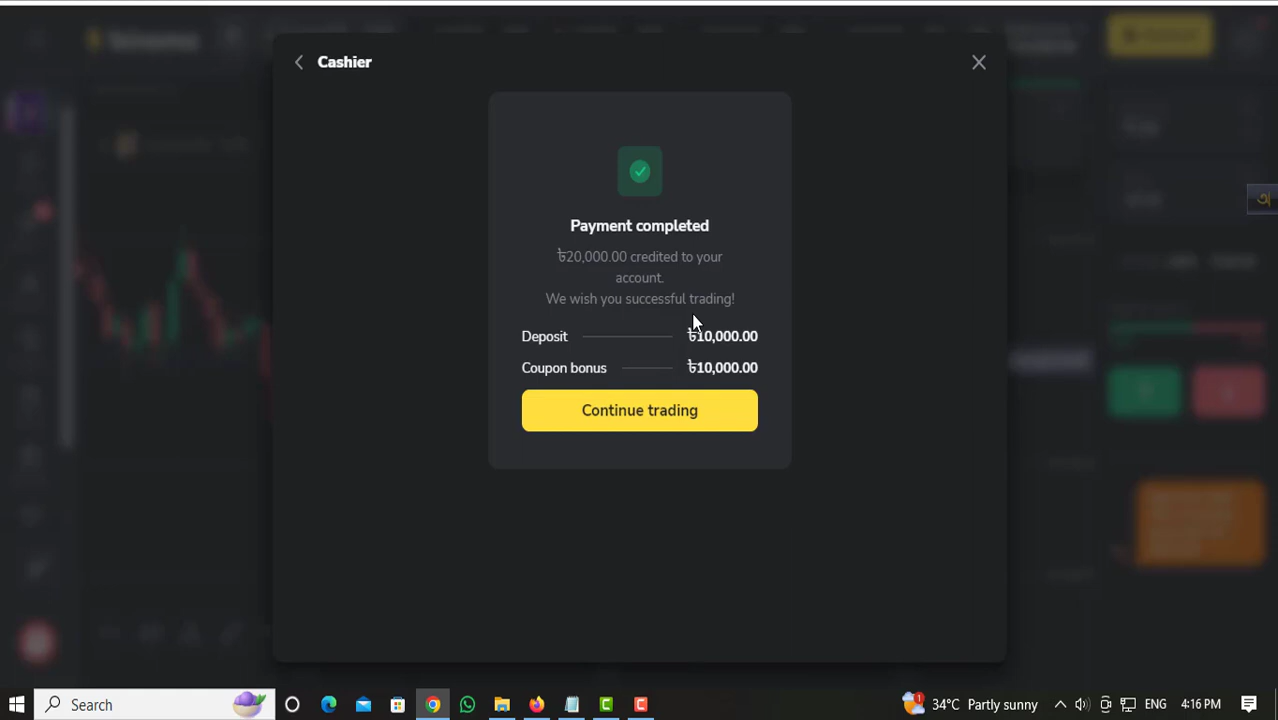 Cashier
Payment completed
৳20,000.00 credited to your
account.
We wish you successful trading!
Deposit ৳10,000.00
Coupon bonus ৳10,000.00
Continue trading
অ
Search
1
34°C Partly sunny
ENG
4:16 PM